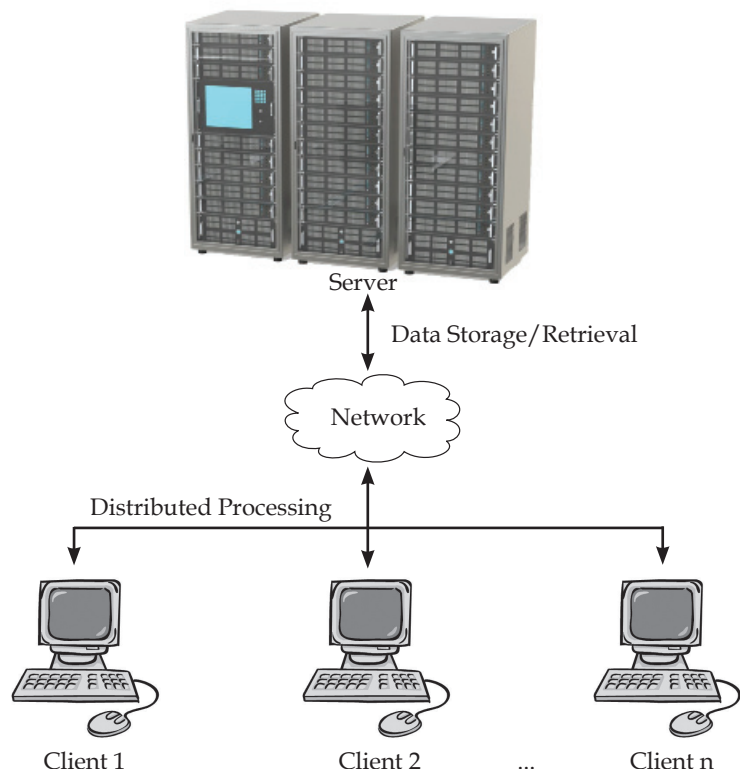 Server
Data Storage/Retrieval
Network
Distributed Processing
Client 1
Client 2
...
Client n